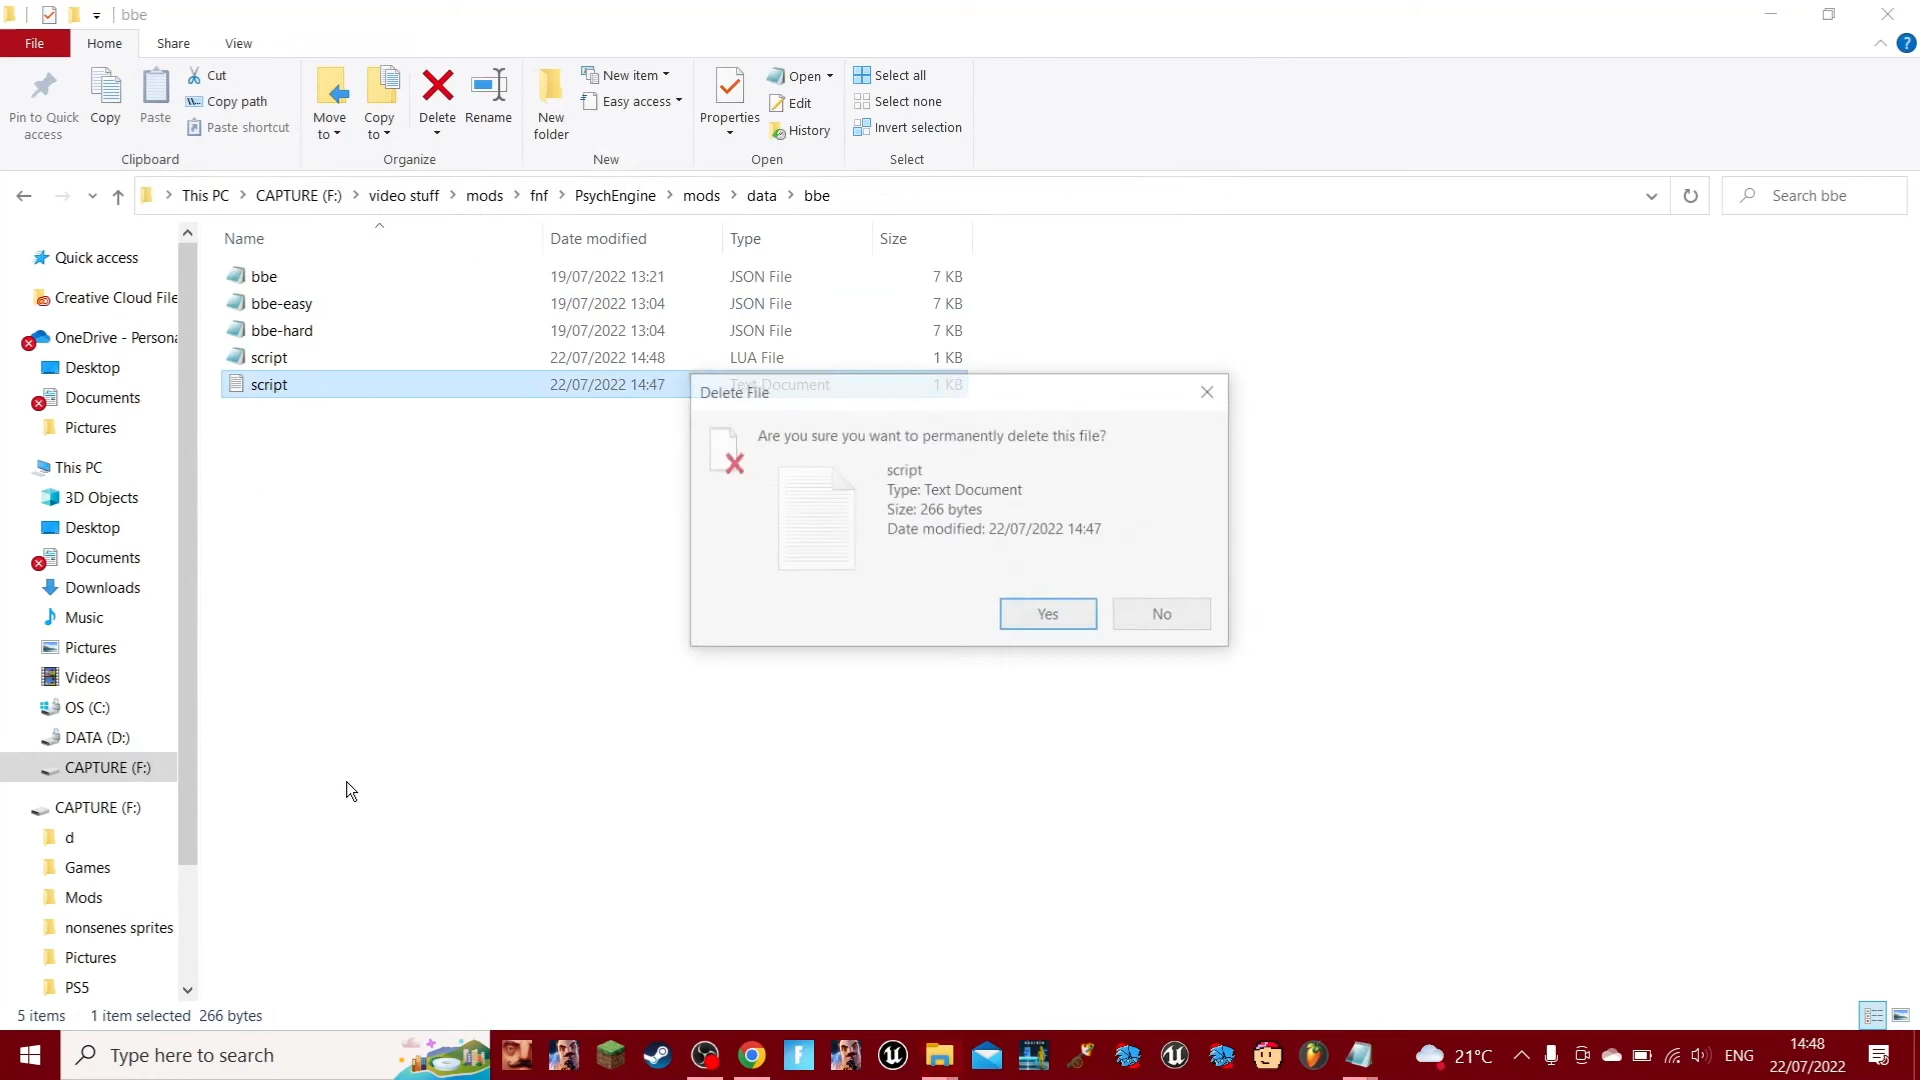 bbe
File
Home
Share
View
Pin to Quick access
Copy
Paste
Cut
Copy path
Paste shortcut
Clipboard
Move to
Copy to
Delete
Rename
Organize
New folder
New item
Easy access
New
Properties
Open
Edit
History
Open
Select all
Select none
Invert selection
Select
This PC
CAPTURE (F:)
video stuff
mods
fnf
PsychEngine
mods
data
bbe
Search bbe
Name
Date modified
Type
Size
bbe 19/07/2022 13:21 JSON File 7 KB
bbe-easy 19/07/2022 13:04 JSON File 7 KB
bbe-hard 19/07/2022 13:04 JSON File 7 KB
script 22/07/2022 14:48 LUA File 1 KB
script 22/07/2022 14:47 Text Document 1 KB
Quick access
Creative Cloud File
OneDrive - Persona
Desktop
Documents
Pictures
This PC
3D Objects
Desktop
Documents
Downloads
Music
Pictures
Videos
OS (C:)
DATA (D:)
CAPTURE (F:)
CAPTURE (F:)
d
Games
Mods
nonsenes sprites
Pictures
PS5
Delete File
Are you sure you want to permanently delete this file?
script
Type: Text Document
Size: 266 bytes
Date modified: 22/07/2022 14:47
Yes
No
5 items
1 item selected 266 bytes
Type here to search
21°C
ENG
14:48
22/07/2022